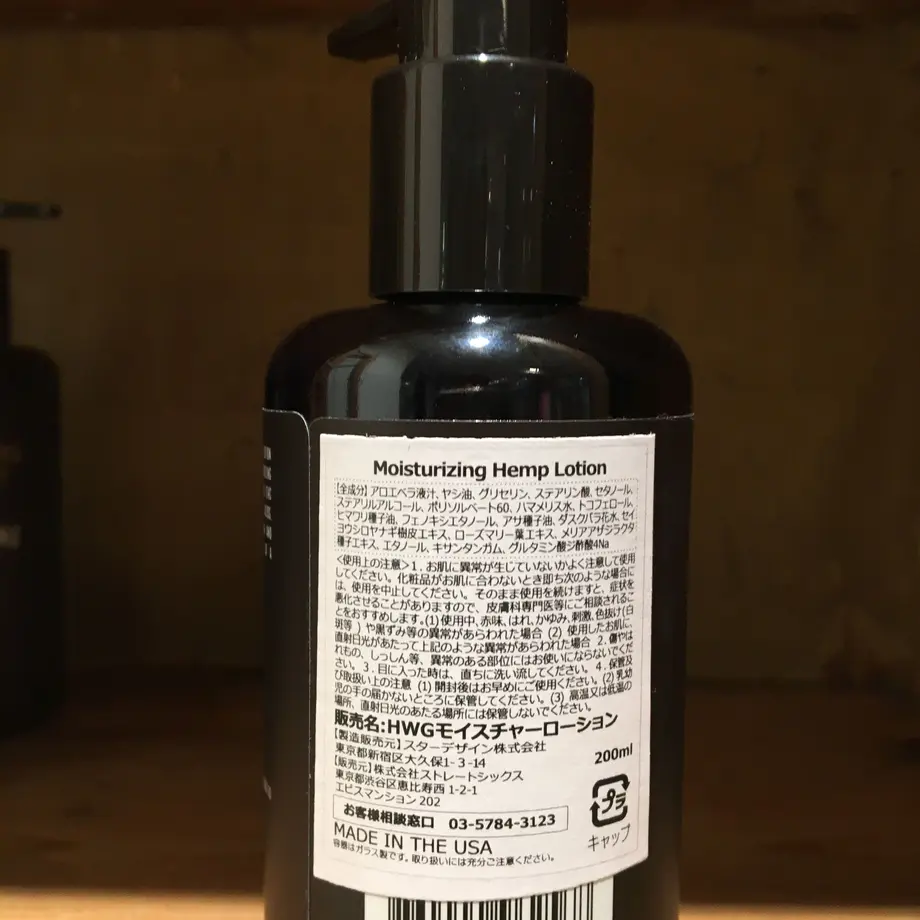 Moisturizing Hemp Lotion
【全成分】アロエベラ液汁、ヤシ油、グリセリン、ステアリン酸、セタノール、
ステアリルアルコール、ポリソルベート60、ハマメリス水、トコフェロール、
ヒマワリ種子油、フェノキシエタノール、アサ種子油、ダスクバラ花水、セイ
ヨウシロヤナギ樹皮エキス、ローズマリー葉エキス、メリアアザジラクタ
種子エキス、エタノール、キサンタンガム、グルタミン酸ジ酢酸4Na
<使用上の注意>1．お肌に異常が生じていないかよく注意して使用
してください。化粧品がお肌に合わないとき即ち次のような場合に
は、使用を中止してください。そのまま使用を続けますと、症状を
悪化させることがありますので、皮膚科専門医等にご相談されるこ
とをおすすめします。(1)使用中、赤味、はれ、かゆみ、刺激、色抜け(白
斑等)や黒ずみ等の異常があらわれた場合 (2) 使用したお肌に、
直射日光があたって上記のような異常があらわれた場合 2．傷やは
れもの、しっしん等、異常のある部位にはお使いにならないでくだ
さい。3．目に入った時は、直ちに洗い流してください。4．保管及
び取扱い上の注意 (1) 開封後はお早めにご使用ください。(2) 乳幼
児の手の届かないところに保管してください。(3) 高温又は低温の
場所、直射日光のあたる場所には保管しないでください。
販売名:HWGモイスチャーローション
【製造販売元】スターデザイン株式会社
東京都新宿区大久保1-3-14
200ml
【販売元】株式会社ストレートシックス
東京都渋谷区恵比寿西 1-2-1
エビスマンション 202
プラ
お客様相談窓口 03-5784-3123
キャップ
MADE IN THE USA
容器はガラス製です。取り扱いには充分ご注意ください。